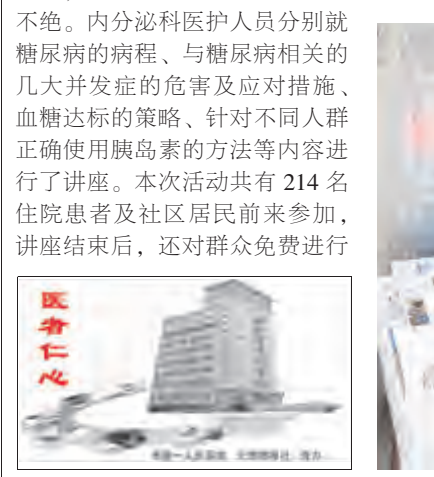 不绝。内分泌科医护人员分别就
糖尿病的病程、与糖尿病相关的
几大并发症的危害及应对措施、
血糖达标的策略、针对不同人群
正确使用胰岛素的方法等内容进
行了讲座。本次活动共有 214 名
住院患者及社区居民前来参加，
讲座结束后，还对群众免费进行
医者仁心